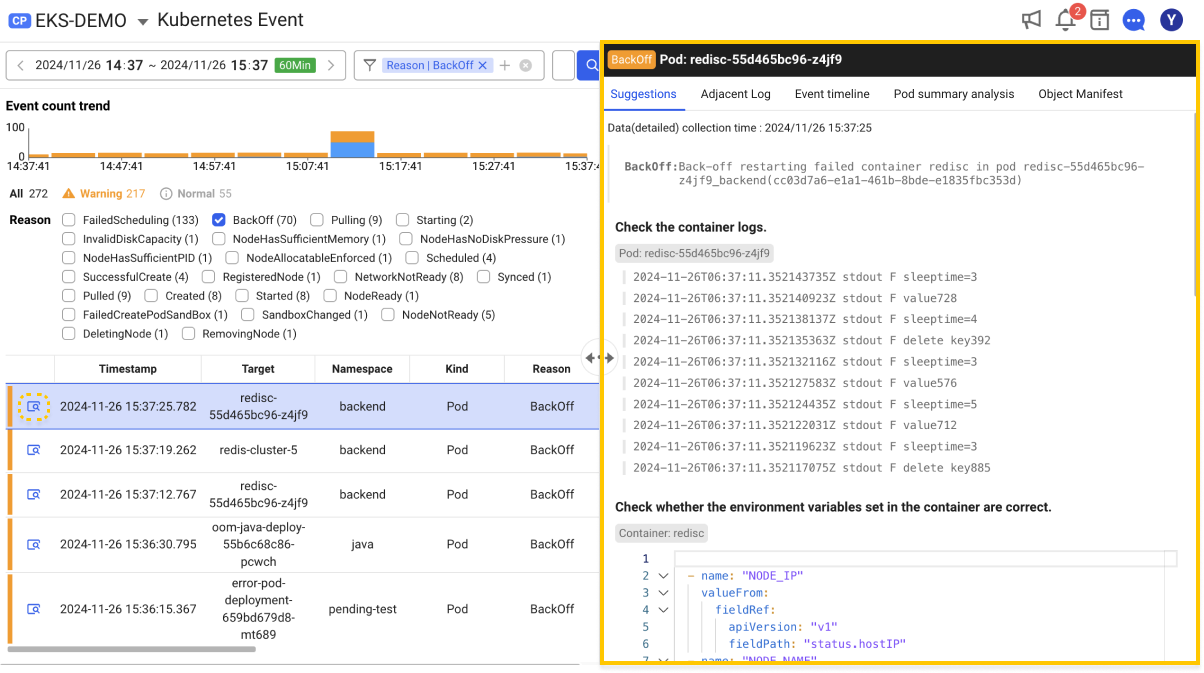 CP EKS-DEMO Kubernetes Event
2 Y
2024/11/26 14:37 ~ 2024/11/26 15:37 60Min
Reason | BackOff
Event count trend
100
0
14:37:41 14:47:41 14:57:41 15:07:41 15:17:41 15:27:41 15:37:4
All 272 Warning 217 Normal 55
Reason FailedScheduling (133) BackOff (70) Pulling (9) Starting (2)
InvalidDiskCapacity (1) NodeHasSufficientMemory (1) NodeHasNoDiskPressure (1)
NodeHasSufficientPID (1) NodeAllocatableEnforced (1) Scheduled (4)
SuccessfulCreate (4) RegisteredNode (1) NetworkNotReady (8) Synced (1)
Pulled (9) Created (8) Started (8) NodeReady (1)
FailedCreatePodSandBox (1) SandboxChanged (1) NodeNotReady (5)
DeletingNode (1) RemovingNode (1)
Timestamp Target Namespace Kind Reason
2024-11-26 15:37:25.782 redisc-55d465bc96-z4jf9 backend Pod BackOff
2024-11-26 15:37:19.262 redis-cluster-5 backend Pod BackOff
2024-11-26 15:37:12.767 redisc-55d465bc96-z4jf9 backend Pod BackOff
2024-11-26 15:36:30.795 oom-java-deploy-55b6c68c86-pcwch java Pod BackOff
2024-11-26 15:36:15.367 error-pod-deployment-659bd679d8-mt689 pending-test Pod BackOff
BackOff Pod: redisc-55d465bc96-z4jf9
Suggestions Adjacent Log Event timeline Pod summary analysis Object Manifest
Data(detailed) collection time : 2024/11/26 15:37:25
BackOff:Back-off restarting failed container redisc in pod redisc-55d465bc96-
z4jf9_backend(cc03d7a6-e1a1-461b-8bde-e1835fbc353d)
Check the container logs.
Pod: redisc-55d465bc96-z4jf9
2024-11-26T06:37:11.352143735Z stdout F sleeptime=3
2024-11-26T06:37:11.352140923Z stdout F value728
2024-11-26T06:37:11.352138137Z stdout F sleeptime=4
2024-11-26T06:37:11.352135363Z stdout F delete key392
2024-11-26T06:37:11.352132116Z stdout F sleeptime=3
2024-11-26T06:37:11.352127583Z stdout F value576
2024-11-26T06:37:11.352124435Z stdout F sleeptime=5
2024-11-26T06:37:11.352122031Z stdout F value712
2024-11-26T06:37:11.352119623Z stdout F sleeptime=3
2024-11-26T06:37:11.352117075Z stdout F delete key885
Check whether the environment variables set in the container are correct.
Container: redisc
1
2 - name: "NODE_IP"
3 valueFrom:
4 fieldRef:
5 apiVersion: "v1"
6 fieldPath: "status.hostIP"
7 - name: "NODE_NAME"